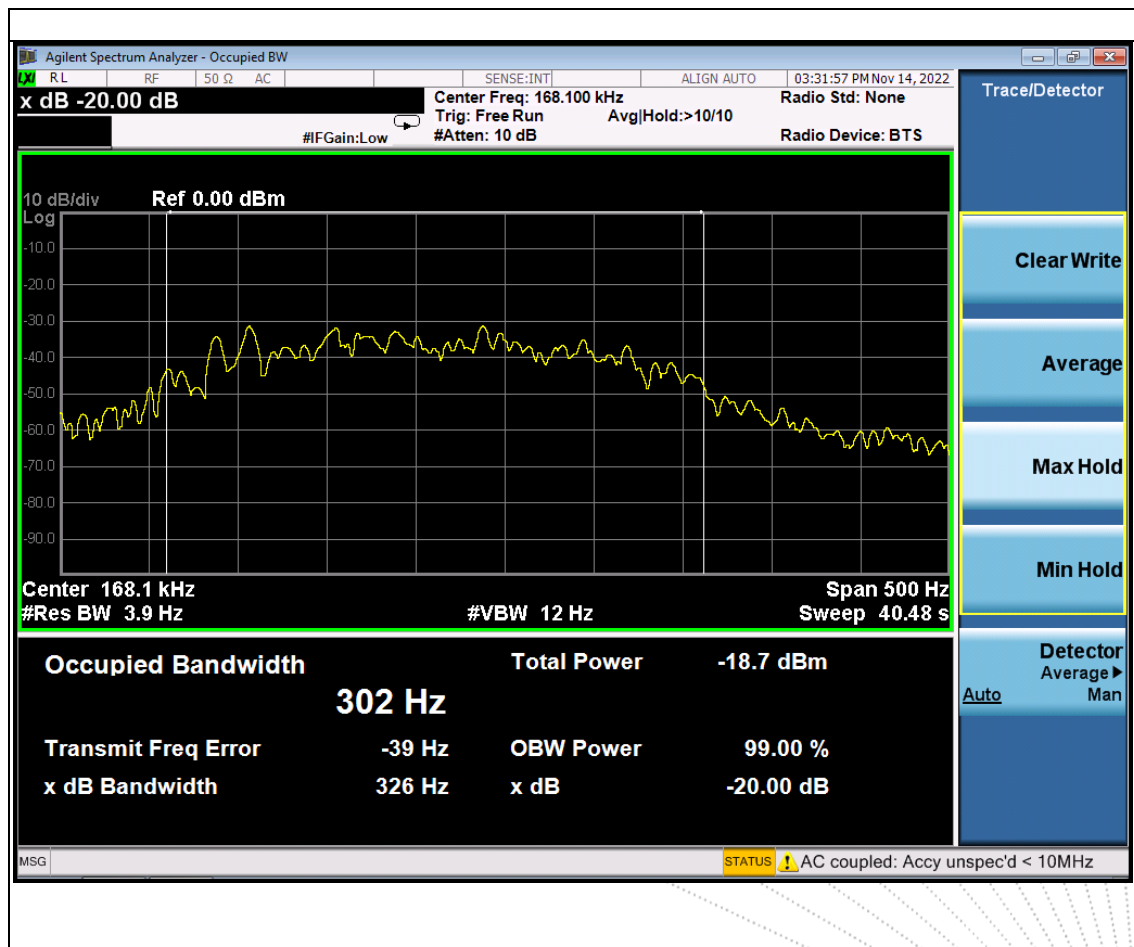 Agilent Spectrum Analyzer - Occupied BW
LXI RL RF 50 Ω AC SENSE:INT ALIGN AUTO 03:31:57 PM Nov 14, 2022
x dB -20.00 dB
Center Freq: 168.100 kHz Radio Std: None
Trig: Free Run Avg|Hold:>10/10
#IFGain:Low #Atten: 10 dB Radio Device: BTS
10 dB/div Ref 0.00 dBm
Log
-10.0
-20.0
-30.0
-40.0
-50.0
-60.0
-70.0
-80.0
-90.0
Center 168.1 kHz Span 500 Hz
#Res BW 3.9 Hz #VBW 12 Hz Sweep 40.48 s
Occupied Bandwidth Total Power -18.7 dBm
302 Hz
Transmit Freq Error -39 Hz OBW Power 99.00 %
x dB Bandwidth 326 Hz x dB -20.00 dB
MSG STATUS AC coupled: Accy unspec'd < 10MHz
Trace/Detector
Clear Write
Average
Max Hold
Min Hold
Detector
Average▶
Auto Man